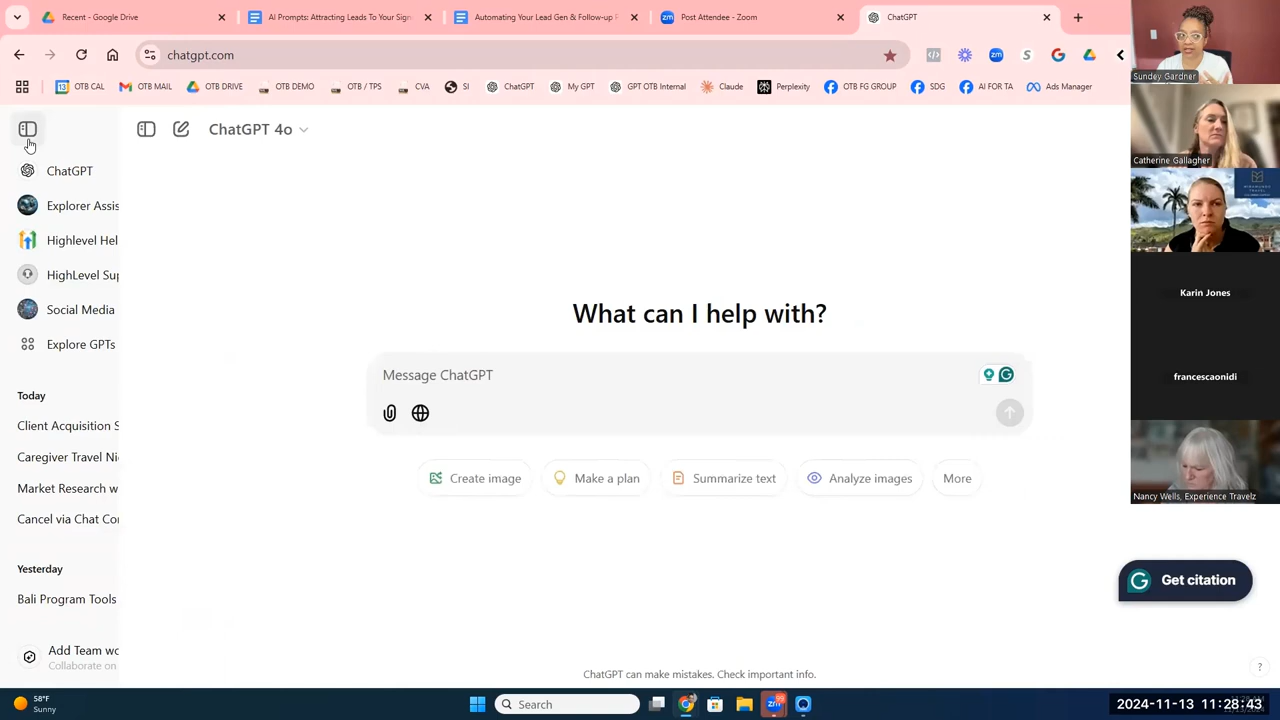 Recent - Google Drive
AI Prompts: Attracting Leads To Your Sign
Automating Your Lead Gen & Follow-up F
Post Attendee - Zoom
ChatGPT
chatgpt.com
OTB CAL
OTB MAIL
OTB DRIVE
OTB DEMO
OTB / TPS
CVA
ChatGPT
My GPT
GPT OTB Internal
Claude
Perplexity
OTB FG GROUP
SDG
AI FOR TA
Ads Manager
ChatGPT 4o
ChatGPT
Explorer Assis
Highlevel Hel
HighLevel Sup
Social Media
Explore GPTs
Today
Client Acquisition S
Caregiver Travel Ni
Market Research w
Cancel via Chat Cor
Yesterday
Bali Program Tools
Add Team wo
Collaborate on
What can I help with?
Message ChatGPT
Create image
Make a plan
Summarize text
Analyze images
More
ChatGPT can make mistakes. Check important info.
?
Get citation
Sundey Gardner
Catherine Gallagher
Karin Jones
francescaonidi
Nancy Wells, Experience Travelz
58°F
Sunny
Search
2024-11-13 11:28:43